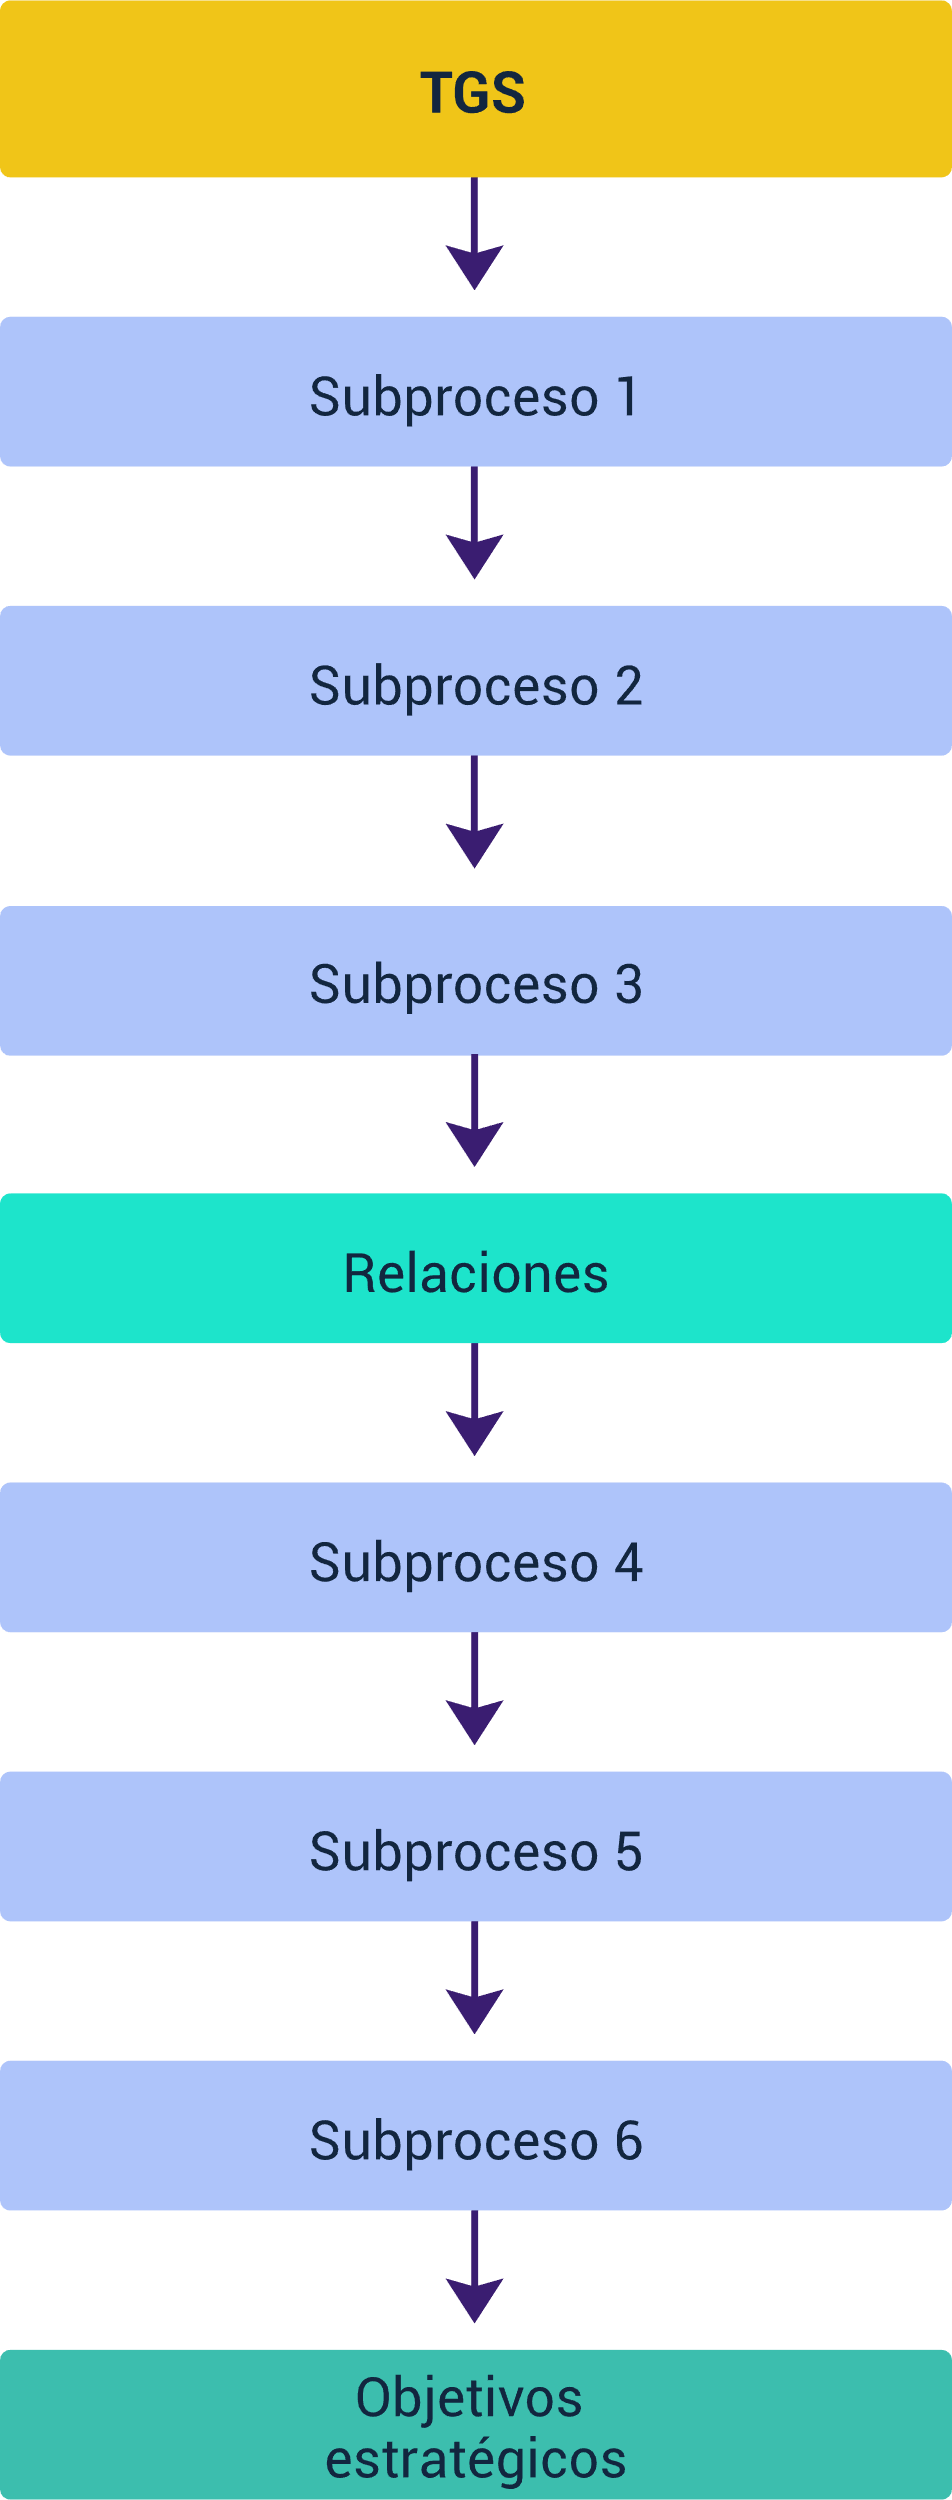 TGS
Subproceso 1
Subproceso 2
Subproceso 3
Relaciones
Subproceso 4
Subproceso 5
Subproceso 6
Objetivos
estratégicos